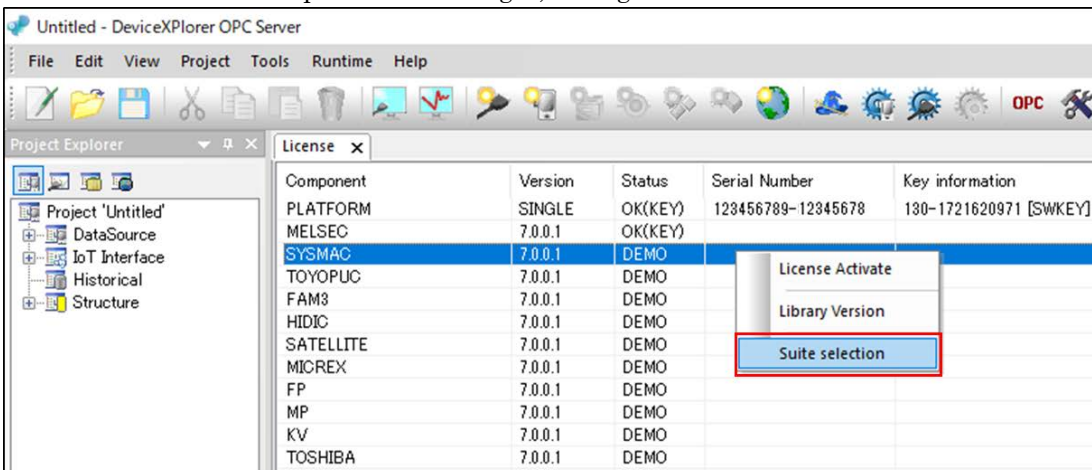 Untitled - DeviceXPlorer OPC Server
File Edit View Project Tools Runtime Help
OPC
Project Explorer
License
Component Version Status Serial Number Key information
PLATFORM SINGLE OK(KEY) 123456789-12345678 130-1721620971 [SWKEY]
MELSEC 7.0.0.1 OK(KEY)
SYSMAC 7.0.0.1 DEMO
TOYOPUC 7.0.0.1 DEMO
FAM3 7.0.0.1 DEMO
HIDIC 7.0.0.1 DEMO
SATELLITE 7.0.0.1 DEMO
MICREX 7.0.0.1 DEMO
FP 7.0.0.1 DEMO
MP 7.0.0.1 DEMO
KV 7.0.0.1 DEMO
TOSHIBA 7.0.0.1 DEMO
Project 'Untitled'
DataSource
IoT Interface
Historical
Structure
License Activate
Library Version
Suite selection